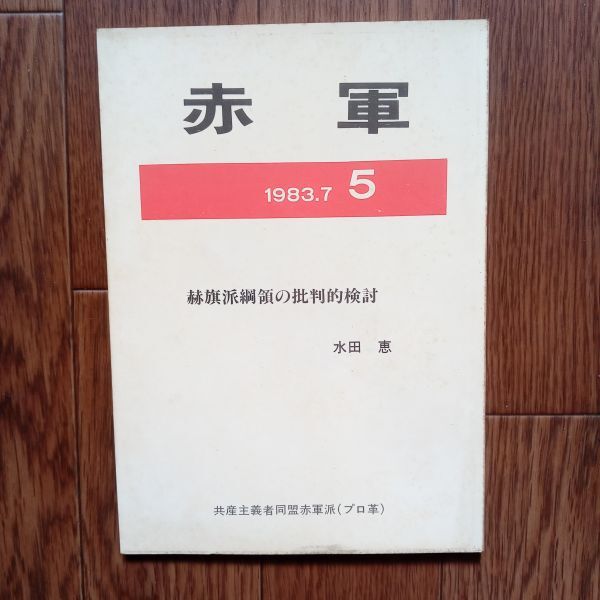 赤軍
1983.7 5
赫旗派綱領の批判的検討
水田 恵
共産主義者同盟赤軍派(プロ革)